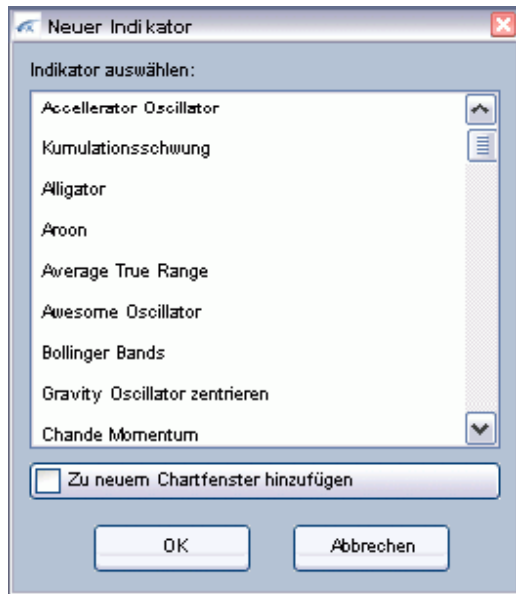 Neuer Indikator
Indikator auswählen:
Accellerator Oscillator
Kumulationsschwung
Alligator
Aroon
Average True Range
Awesome Oscillator
Bollinger Bands
Gravity Oscillator zentrieren
Chande Momentum
Zu neuem Chartfenster hinzufügen
OK Abbrechen